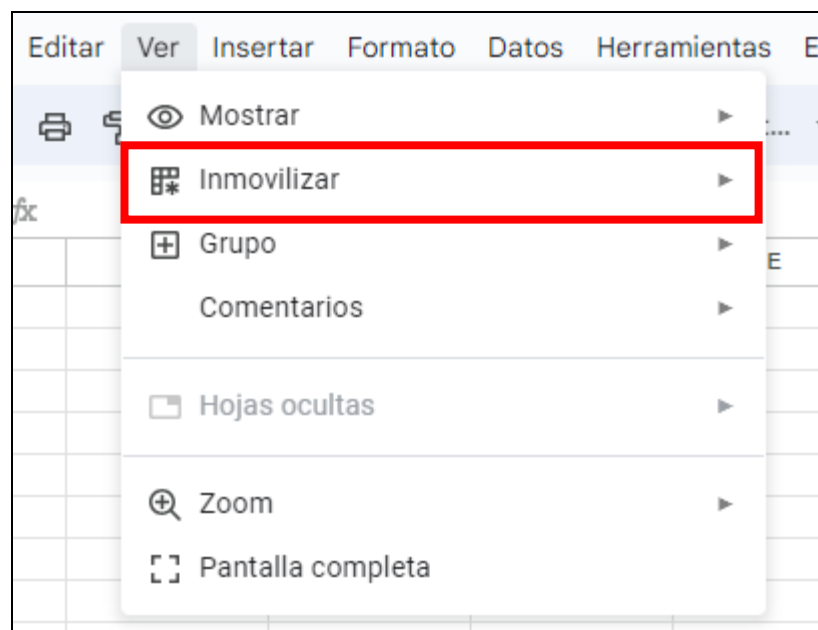 Editar Ver Insertar Formato Datos Herramientas E
Mostrar
...
Inmovilizar
fx
Grupo
E
Comentarios
Hojas ocultas
Zoom
Pantalla completa